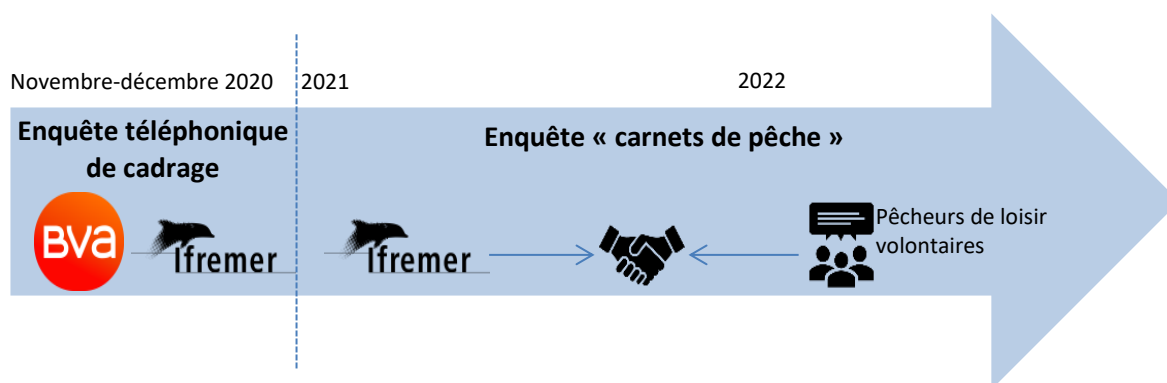 Novembre-décembre 2020
2021
2022
Enquête téléphonique
de cadrage
Enquête « carnets de pêche »
BVa
Ifremer
Ifremer
Pêcheurs de loisir
volontaires